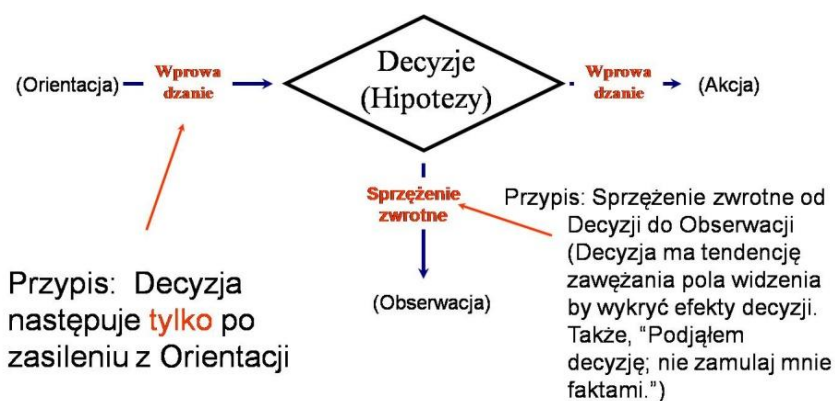 Decyzje
(Hipotezy)
(Orientacja)
Wprowa
dzanie
Wprowa
dzanie
(Akcja)
Sprzężenie
zwrotne
(Obserwacja)
Przypis: Decyzja
następuje tylko po
zasileniu z Orientacji
Przypis: Sprzężenie zwrotne od
Decyzji do Obserwacji
(Decyzja ma tendencję
zawężania pola widzenia
by wykryć efekty decyzji.
Także, “Podjąłem
decyzję; nie zamulaj mnie
faktami.”)